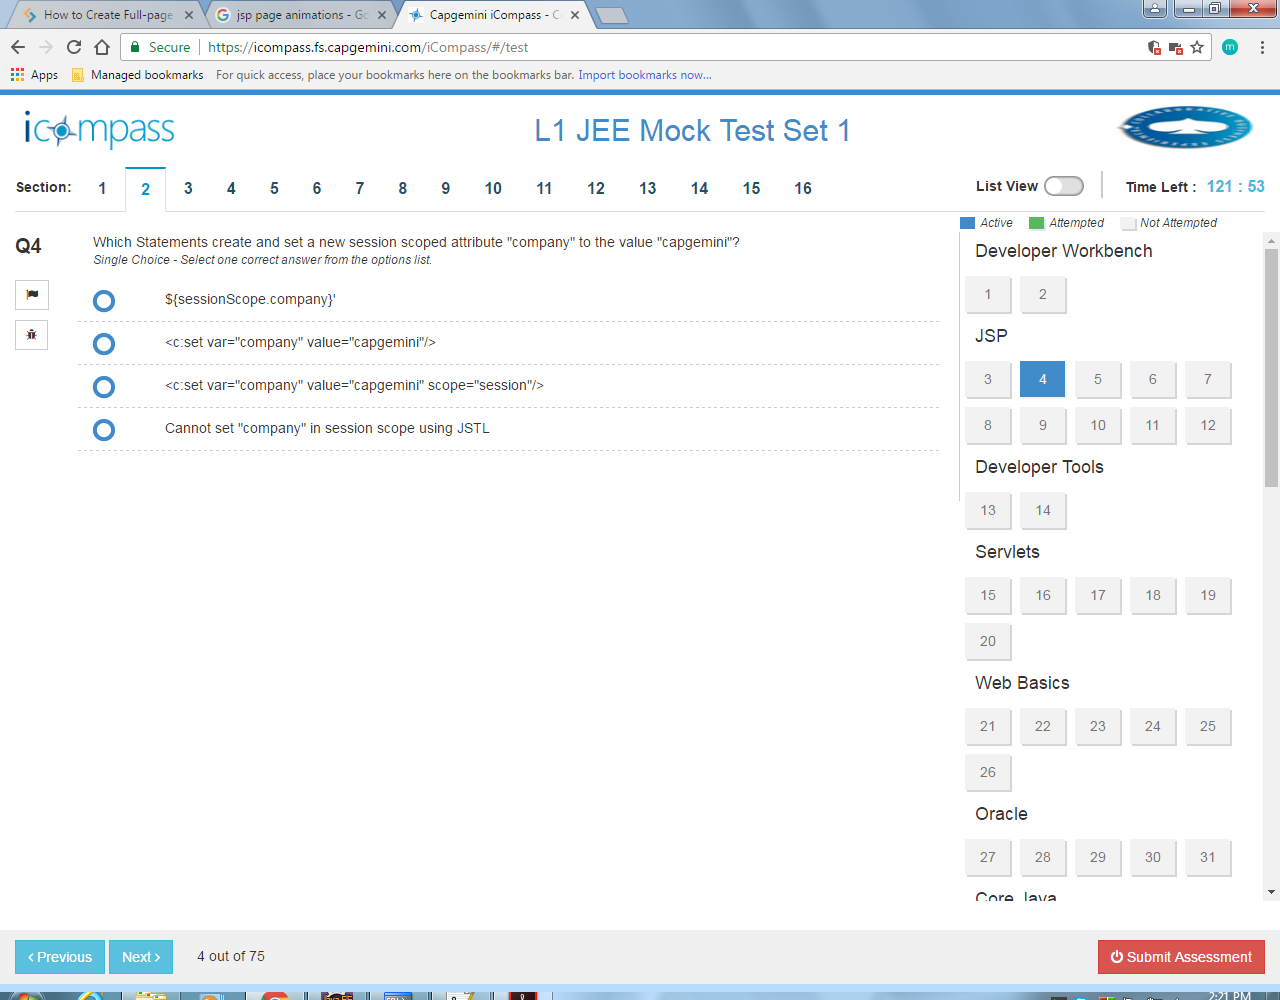 How to Create Full-page
jsp page animations - Go
Capgemini iCompass - C
Secure
https://icompass.fs.capgemini.com/iCompass/#/test
m
Apps
Managed bookmarks
For quick access, place your bookmarks here on the bookmarks bar. Import bookmarks now...
icompass
L1 JEE Mock Test Set 1
Section: 1 2 3 4 5 6 7 8 9 10 11 12 13 14 15 16
List View
Time Left : 121 : 53
Active Attempted Not Attempted
Q4
Which Statements create and set a new session scoped attribute "company" to the value "capgemini"?
Single Choice - Select one correct answer from the options list.
${sessionScope.company}'
<c:set var="company" value="capgemini"/>
<c:set var="company" value="capgemini" scope="session"/>
Cannot set "company" in session scope using JSTL
Developer Workbench
1 2
JSP
3 4 5 6 7
8 9 10 11 12
Developer Tools
13 14
Servlets
15 16 17 18 19
20
Web Basics
21 22 23 24 25
26
Oracle
27 28 29 30 31
Core Java
‹ Previous
Next ›
4 out of 75
Submit Assessment
2:21 PM